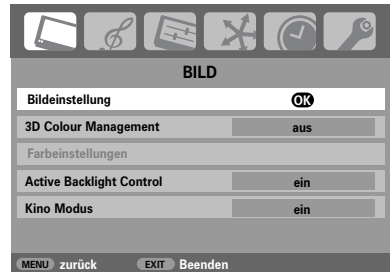 BILD
Bildeinstellung OK
3D Colour Management aus
Farbeinstellungen
Active Backlight Control ein
Kino Modus ein
MENU zurück EXIT Beenden